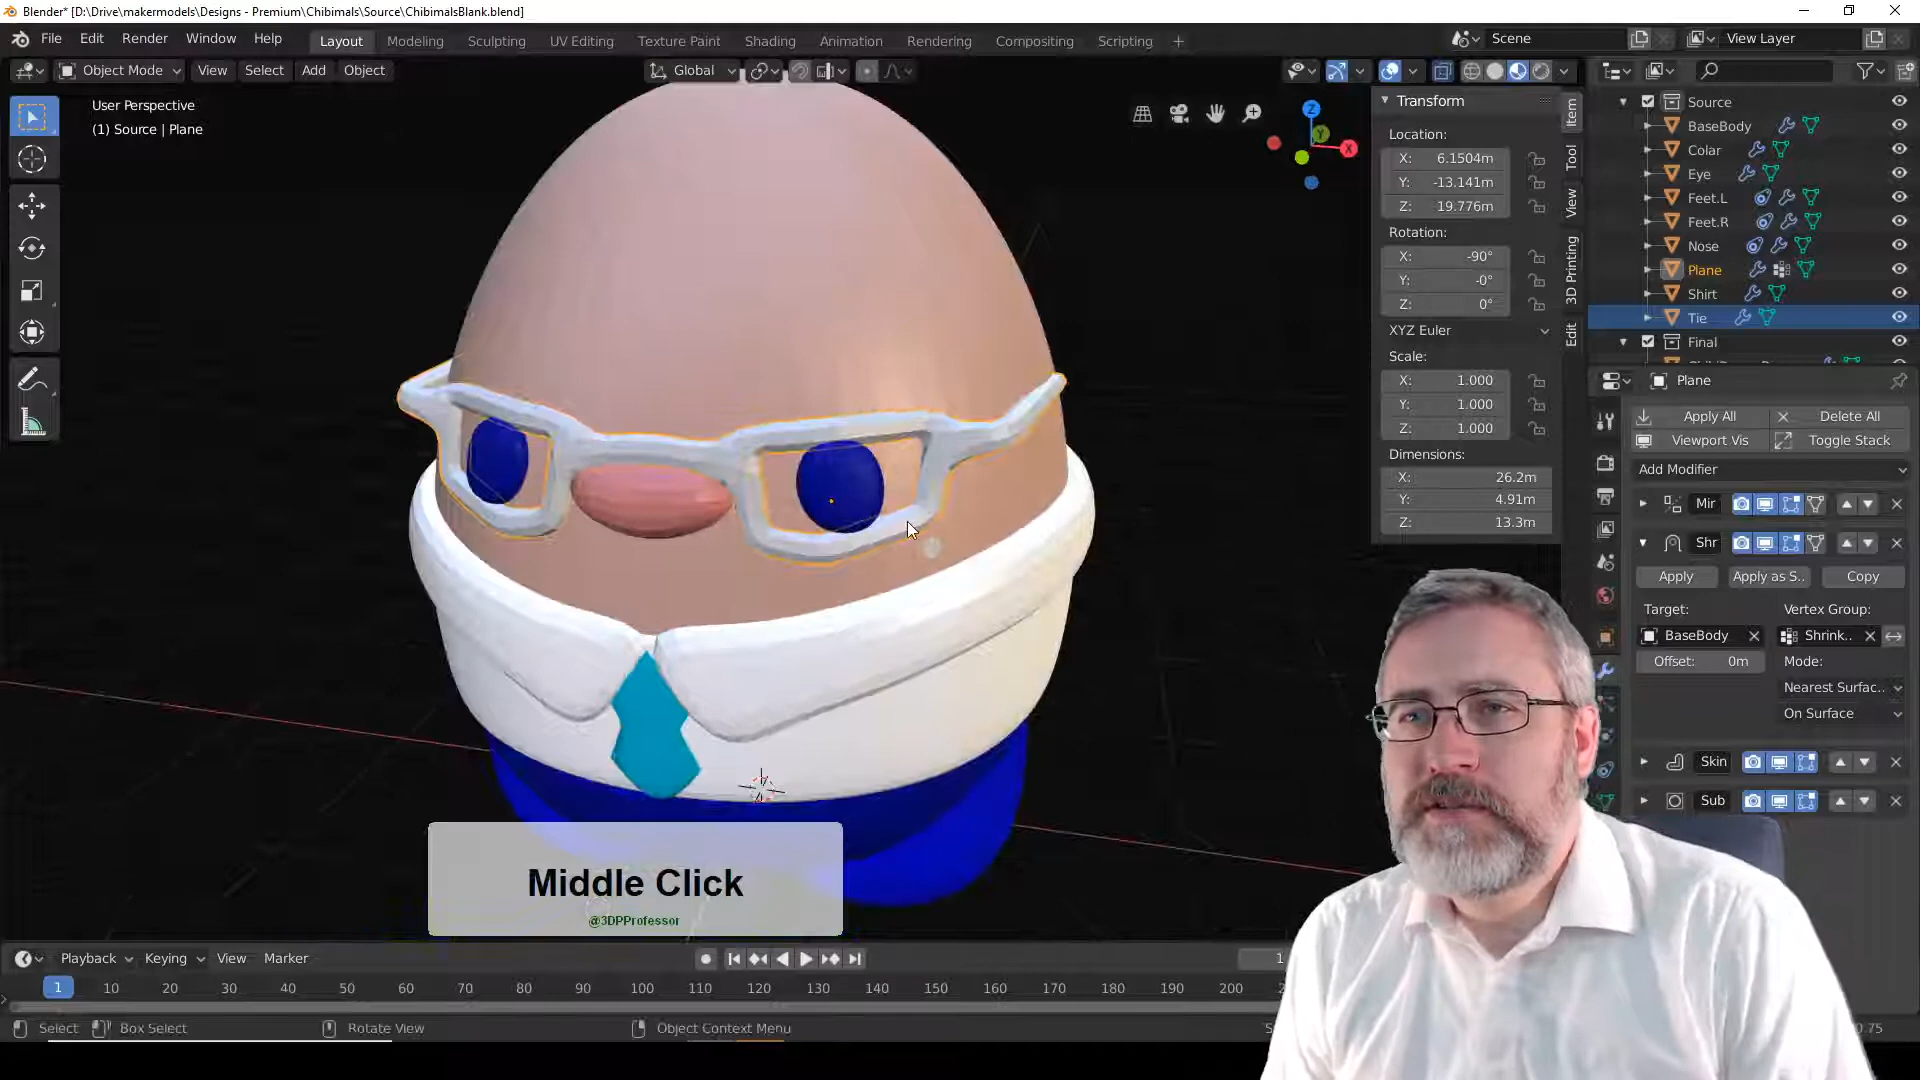 Blender* [D:\Drive\makermodels\Designs - Premium\Chibimals\Source\ChibimalsBlank.blend]
File Edit Render Window Help
Layout Modeling Sculpting UV Editing Texture Paint Shading Animation Rendering Compositing Scripting +
Scene
View Layer
Object Mode View Select Add Object
Global
User Perspective
(1) Source | Plane
Z
Y
X
Transform
Location:
X: 6.1504m
Y: -13.141m
Z: -19.776m
Rotation:
X: -90°
Y: -0°
Z: 0°
XYZ Euler
Scale:
X: 1.000
Y: 1.000
Z: 1.000
Dimensions:
X: 26.2m
Y: 4.91m
Z: 13.3m
Item
Tool
View
3D Printing
Edit
Source
BaseBody
Colar
Eye
Feet.L
Feet.R
Nose
Plane
Shirt
Tie
Final
Plane
Apply All
Delete All
Viewport Vis
Toggle Stack
Add Modifier
Mir
Shr
Apply
Apply as S..
Copy
Target:
Vertex Group:
BaseBody
Shrink..
Offset: 0m
Mode:
Nearest Surfac..
On Surface
Skin
Sub
Middle Click
@3DPProfessor
Playback Keying View Marker
1
1 10 20 30 40 50 60 70 80 90 100 110 120 130 140 150 160 170 180 190 200
Select Box Select Rotate View Object Context Menu